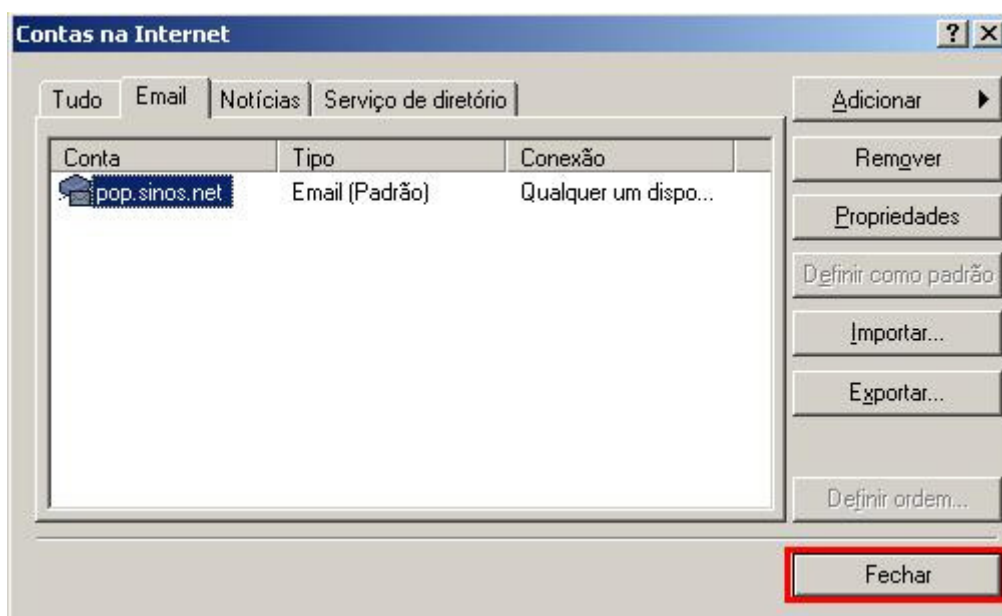 Contas na Internet
Tudo Email Notícias Serviço de diretório
Conta Tipo Conexão
pop.sinos.net Email (Padrão) Qualquer um dispo...
Adicionar
Remover
Propriedades
Definir como padrão
Importar...
Exportar...
Definir ordem...
Fechar